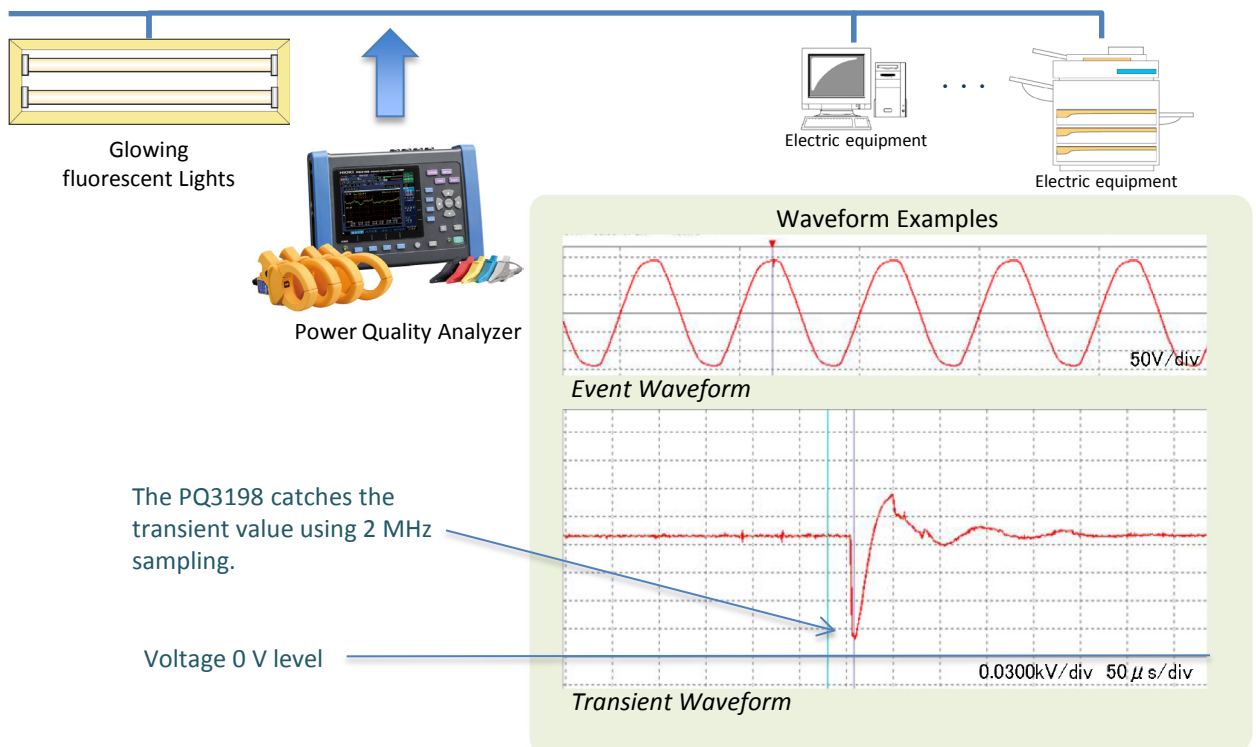 Glowing
fluorescent Lights
Electric equipment
Electric equipment
HIOKI
Power Quality Analyzer
Waveform Examples
50V/div
Event Waveform
The PQ3198 catches the
transient value using 2 MHz
sampling.
Voltage 0 V level
0.0300kV/div 50μs/div
Transient Waveform